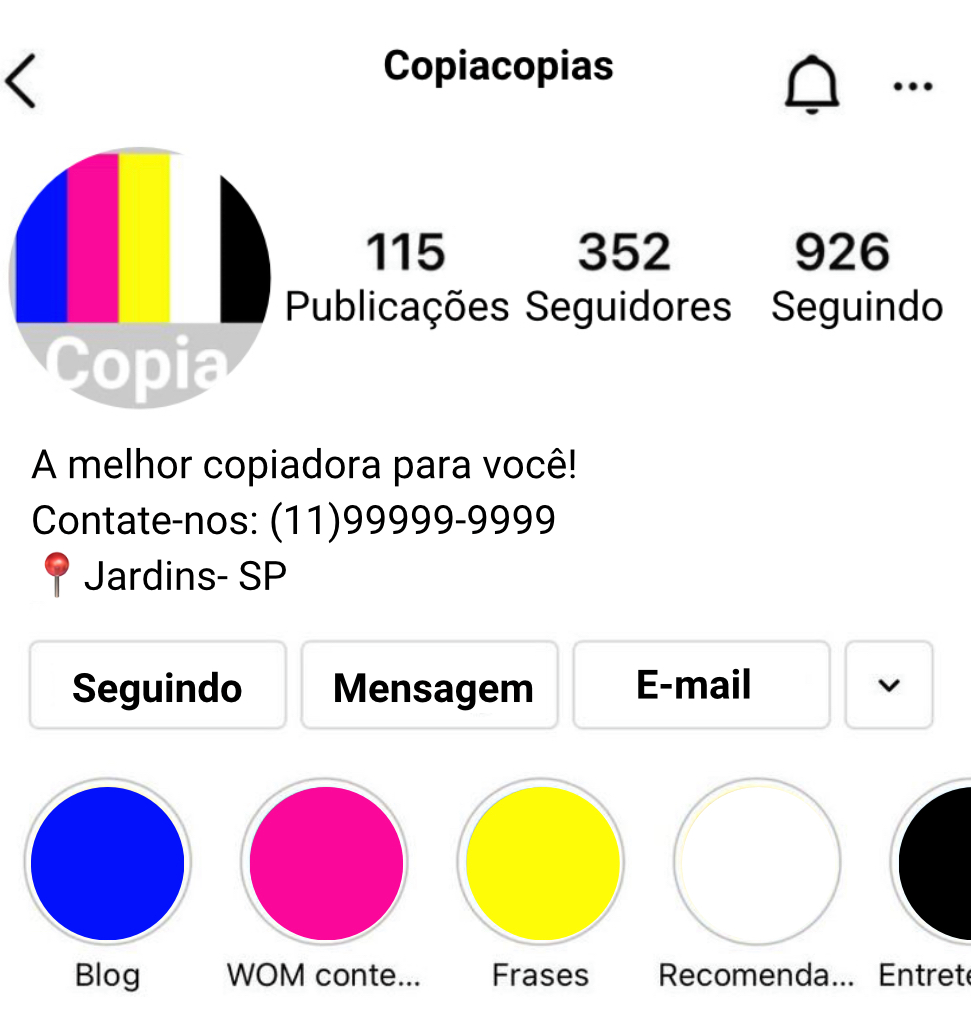 Copiacopias
115 352 926
Publicações Seguidores Seguindo
Copia
A melhor copiadora para você!
Contate-nos: (11)99999-9999
📍 Jardins- SP
Seguindo Mensagem E-mail
Blog WOM conte... Frases Recomenda... Entrete